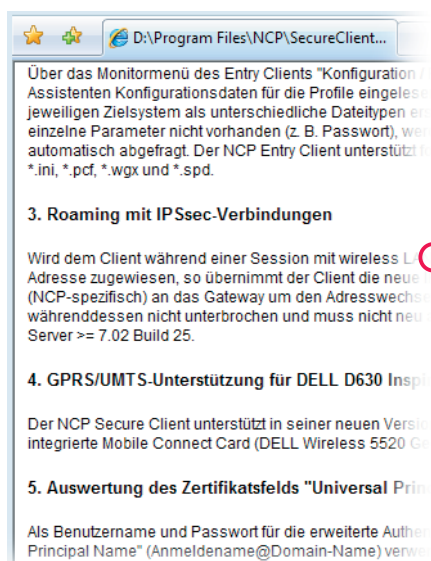 D:\Program Files\NCP\SecureClient...
Über das Monitormenü des Entry Clients "Konfiguration /
Assistenten Konfigurationsdaten für die Profile eingelese
jeweiligen Zielsystem als unterschiedliche Dateitypen
einzelne Parameter nicht vorhanden (z. B. Passwort),
automatisch abgefragt. Der NCP Entry Client unterstützt
*.ini, *.pcf, *.wgx und *.spd.
3. Roaming mit IPSsec-Verbindungen
Wird dem Client während einer Session mit wireless
Adresse zugewiesen, so übernimmt der Client die neue
(NCP-spezifisch) an das Gateway um den Adresswechse
währenddessen nicht unterbrochen und muss nicht neu
Server >= 7.02 Build 25.
4. GPRS/UMTS-Unterstützung für DELL D630 Inspi
Der NCP Secure Client unterstützt in seiner neuen Versio
integrierte Mobile Connect Card (DELL Wireless 5520
5. Auswertung des Zertifikatsfelds "Universal Prin
Als Benutzername und Passwort für die erweiterte Authe
Principal Name" (Anmeldename@Domain-Name) verwe